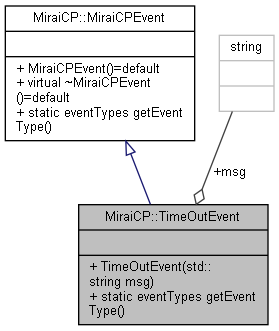 MiraiCP::MiraiCPEvent
+ MiraiCPEvent()=default
+ virtual ~MiraiCPEvent
()=default
+ static eventTypes getEvent
Type()
string
+msg
MiraiCP::TimeOutEvent
+ TimeOutEvent(std::
string msg)
+ static eventTypes getEvent
Type()